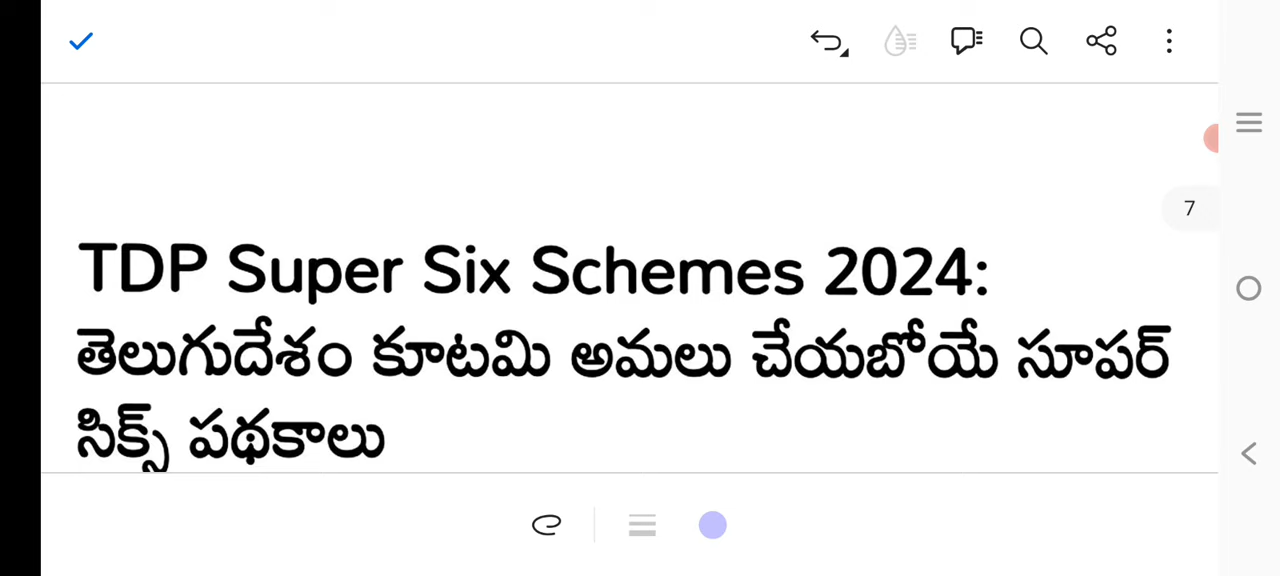 7
TDP Super Six Schemes 2024:
తెలుగుదేశం కూటమి అమలు చేయబోయే సూపర్
సిక్స్ పథకాలు